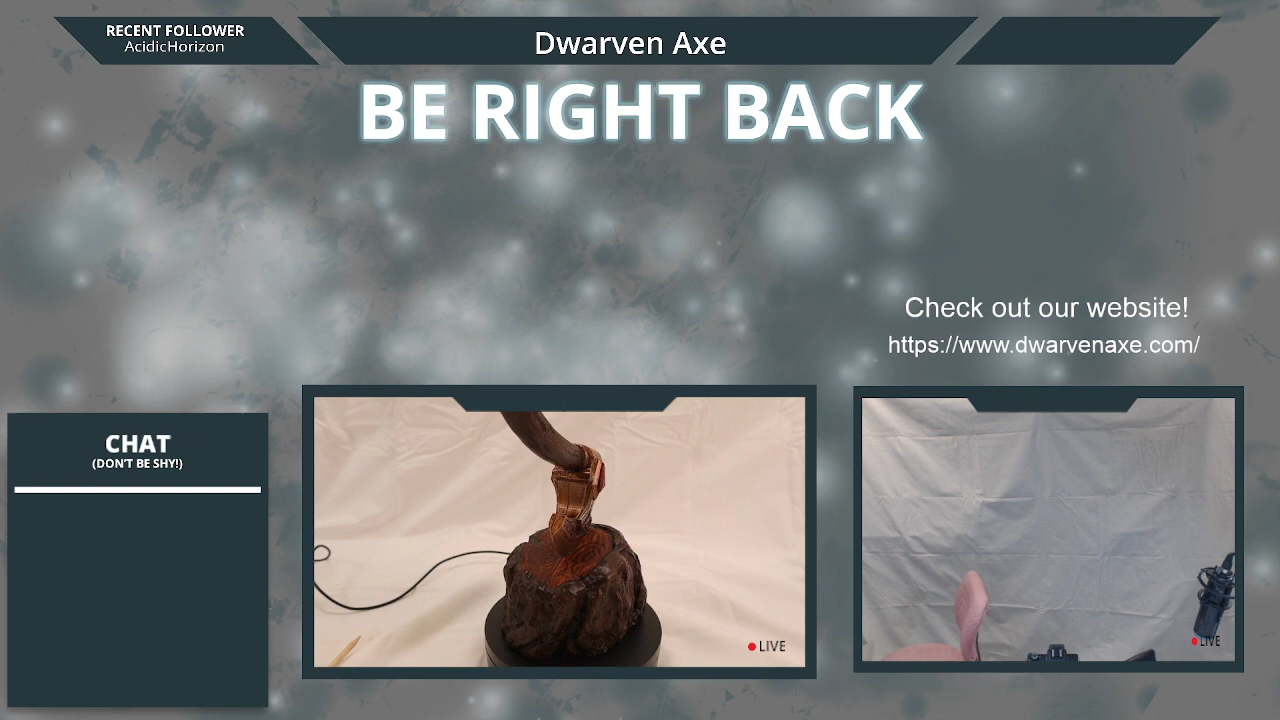 RECENT FOLLOWER
AcidicHorizon
Dwarven Axe
BE RIGHT BACK
Check out our website!
https://www.dwarvenaxe.com/
CHAT
(DON'T BE SHY!)
LIVE
LIVE